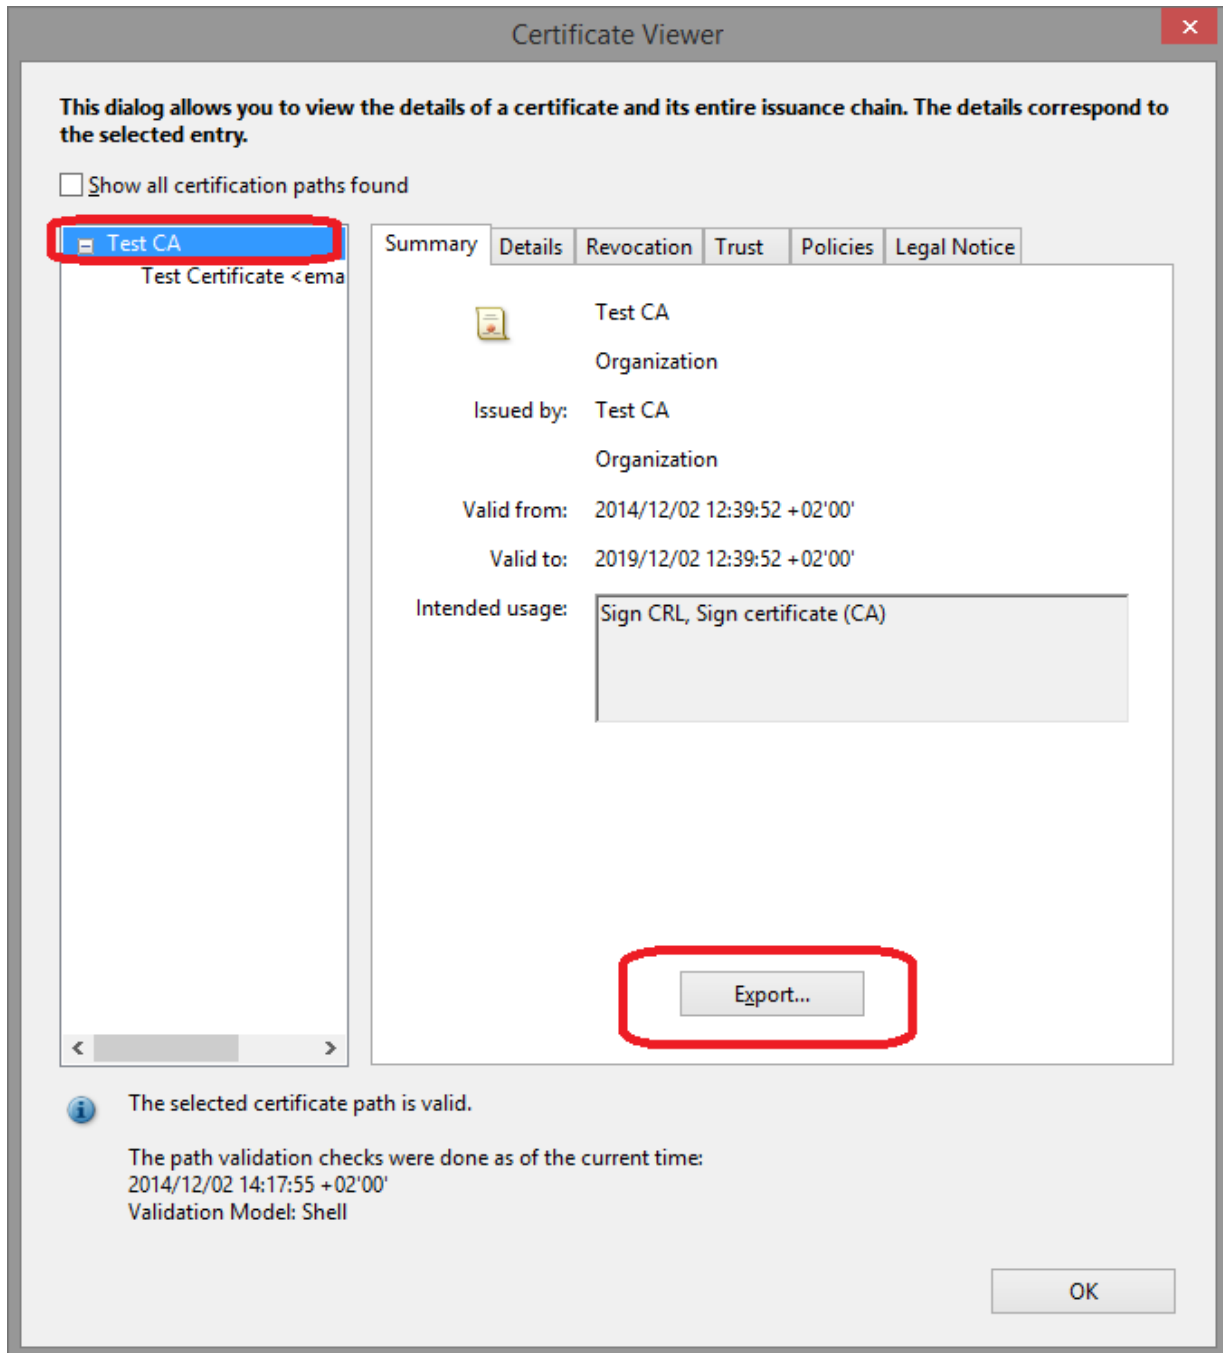 Certificate Viewer
This dialog allows you to view the details of a certificate and its entire issuance chain. The details correspond to
the selected entry.
Show all certification paths found
Test CA
Test Certificate <ema
Summary Details Revocation Trust Policies Legal Notice
Test CA
Organization
Issued by: Test CA
Organization
Valid from: 2014/12/02 12:39:52 +02'00'
Valid to: 2019/12/02 12:39:52 +02'00'
Intended usage: Sign CRL, Sign certificate (CA)
Export...
The selected certificate path is valid.
The path validation checks were done as of the current time:
2014/12/02 14:17:55 +02'00'
Validation Model: Shell
OK